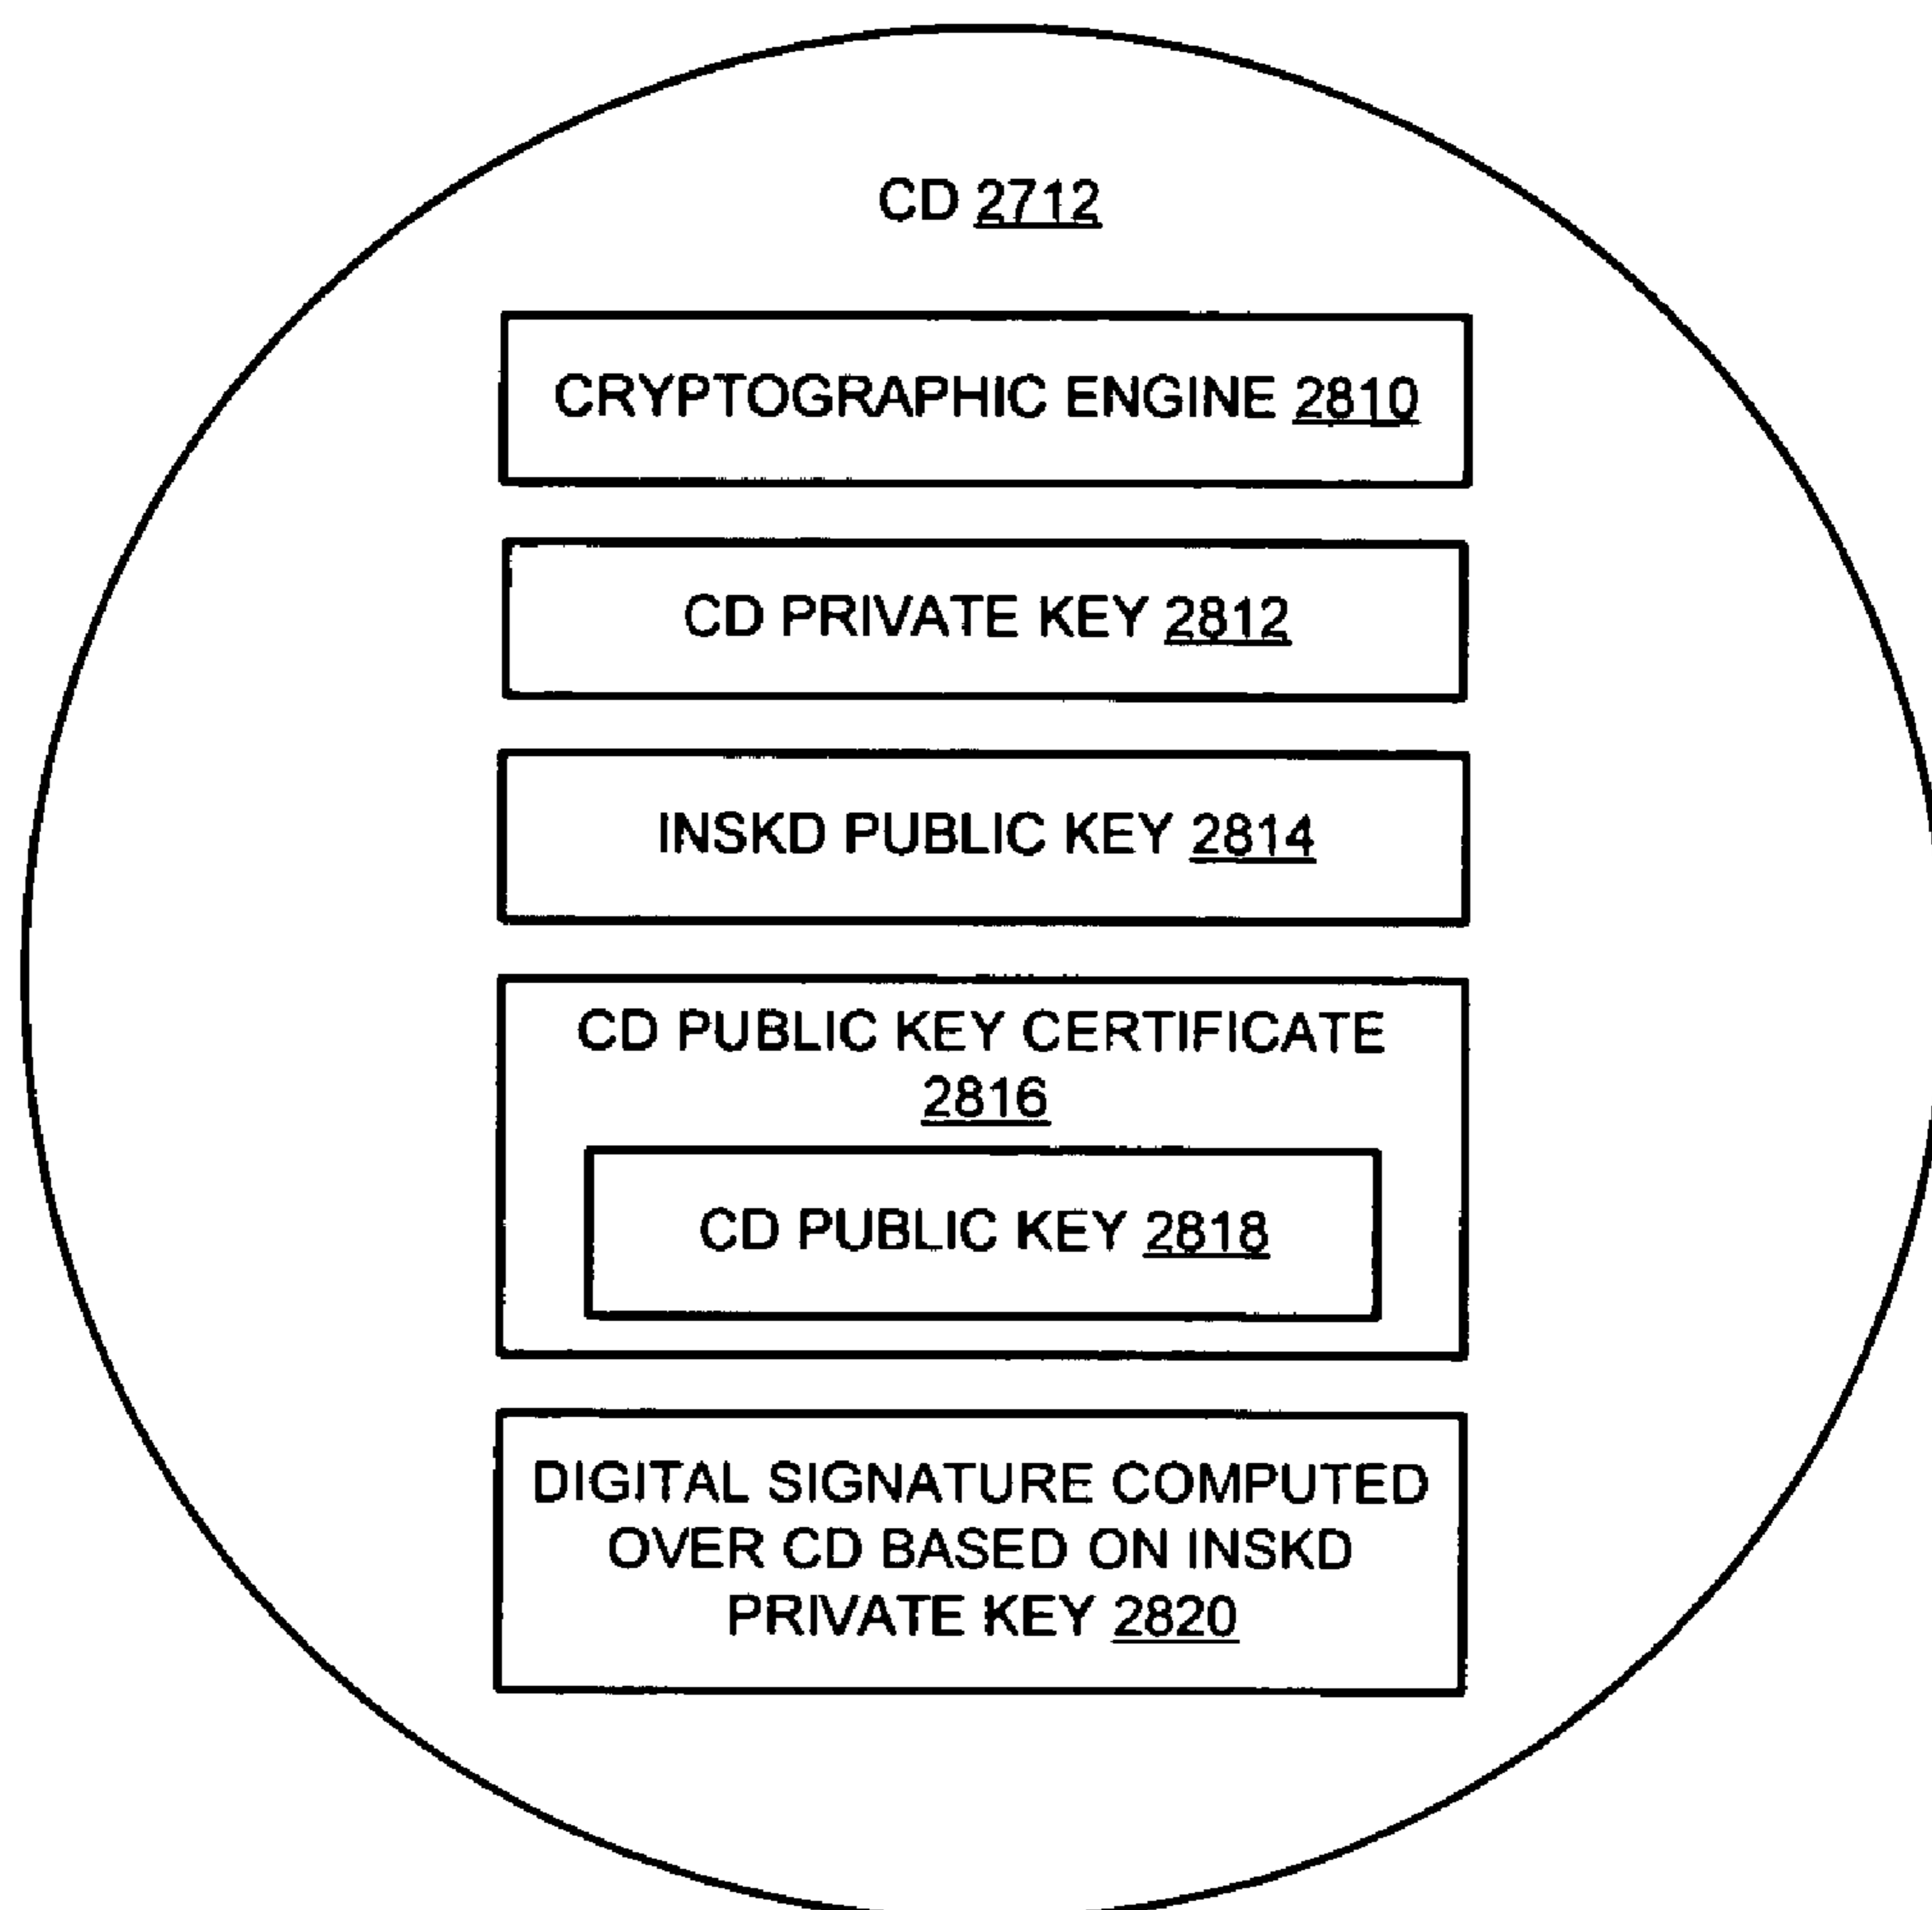 CD 2712
CRYPTOGRAPHIC ENGINE 2810
CD PRIVATE KEY 2812
INSKD PUBLIC KEY 2814
CD PUBLIC KEY CERTIFICATE
2816
CD PUBLIC KEY 2818
DIGITAL SIGNATURE COMPUTED
OVER CD BASED ON INSKD
PRIVATE KEY 2820